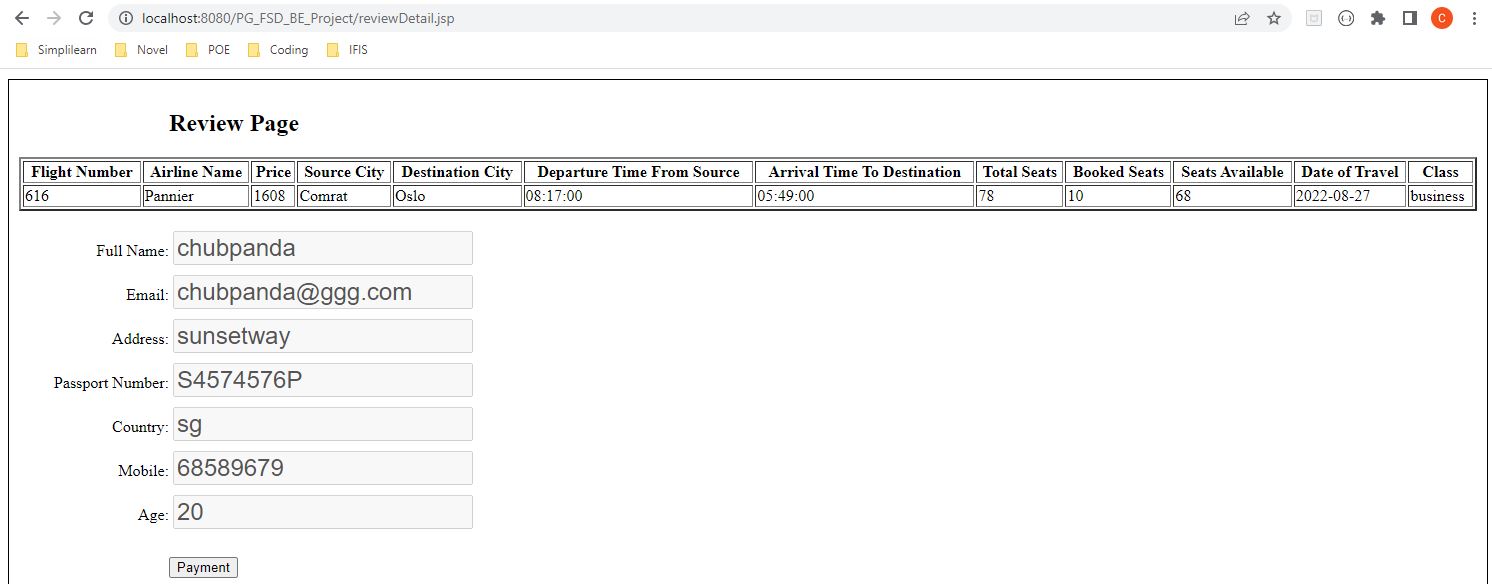 localhost:8080/PG_FSD_BE_Project/reviewDetail.jsp C
Simplilearn Novel POE Coding IFIS
Review Page
Flight Number Airline Name Price Source City Destination City Departure Time From Source Arrival Time To Destination Total Seats Booked Seats Seats Available Date of Travel Class
616 Pannier 1608 Comrat Oslo 08:17:00 05:49:00 78 10 68 2022-08-27 business
Full Name: chubpanda
Email: chubpanda@ggg.com
Address: sunsetway
Passport Number: S4574576P
Country: sg
Mobile: 68589679
Age: 20
Payment